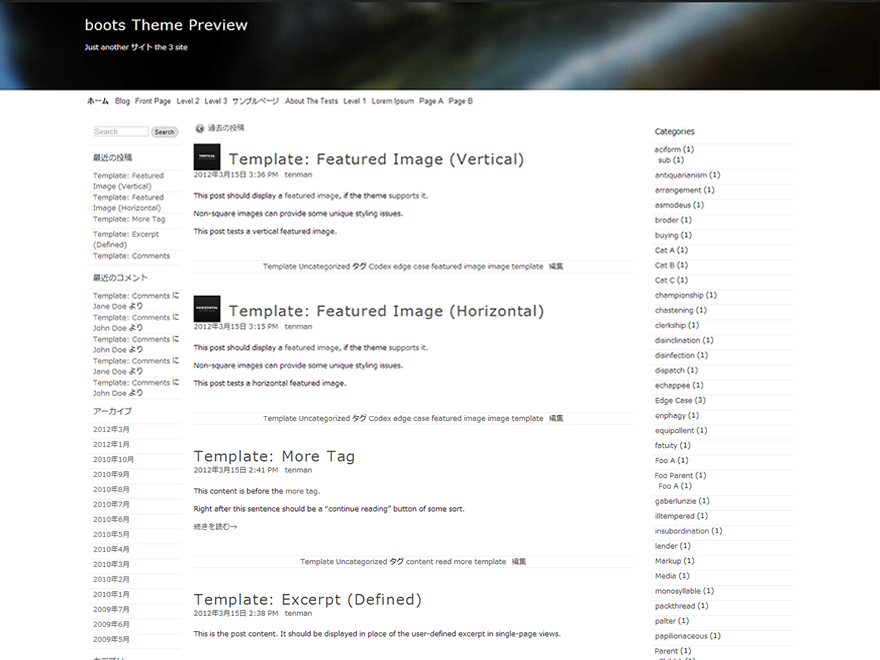 boots Theme Preview
Just another サイト the 3 site
ホーム Blog Front Page Level 2 Level 3 サンプルページ About The Tests Level 1 Lorem Ipsum Page A Page B
Search Search
最近の投稿
Template: Featured
Image (Vertical)
Template: Featured
Image (Horizontal)
Template: More Tag
Template: Excerpt
(Defined)
Template: Comments
最近のコメント
Template: Comments に
Jane Doe より
Template: Comments に
John Doe より
Template: Comments に
John Doe より
Template: Comments に
Jane Doe より
Template: Comments に
John Doe より
アーカイブ
2012年3月
2012年1月
2010年10月
2010年9月
2010年8月
2010年7月
2010年6月
2010年5月
2010年4月
2010年3月
2010年2月
2010年1月
2009年7月
2009年6月
2009年5月
カテゴリー
過去の投稿
VERTICAL
Template: Featured Image (Vertical)
2012年3月15日 3:36 PM tenman
This post should display a featured image, if the theme supports it.
Non-square images can provide some unique styling issues.
This post tests a vertical featured image.
Template Uncategorized タグ Codex edge case featured image image template 編集
HORIZONTAL
Template: Featured Image (Horizontal)
2012年3月15日 3:15 PM tenman
This post should display a featured image, if the theme supports it.
Non-square images can provide some unique styling issues.
This post tests a horizontal featured image.
Template Uncategorized タグ Codex edge case featured image image template 編集
Template: More Tag
2012年3月15日 2:41 PM tenman
This content is before the more tag.
Right after this sentence should be a “continue reading” button of some sort.
続きを読む→
Template Uncategorized タグ content read more template 編集
Template: Excerpt (Defined)
2012年3月15日 2:38 PM tenman
This is the post content. It should be displayed in place of the user-defined excerpt in single-page views.
Categories
aciform (1)
sub (1)
antiquarianism (1)
arrangement (1)
asmodeus (1)
broder (1)
buying (1)
Cat A (1)
Cat B (1)
Cat C (1)
championship (1)
chastening (1)
clerkship (1)
disinclination (1)
disinfection (1)
dispatch (1)
echappee (1)
Edge Case (3)
enphagy (1)
equipollent (1)
fatuity (1)
Foo A (1)
Foo Parent (1)
Foo A (1)
gaberlunzie (1)
illtempered (1)
insubordination (1)
lender (1)
Markup (1)
Media (1)
monosyllable (1)
packthread (1)
palter (1)
papilionaceous (1)
Parent (1)